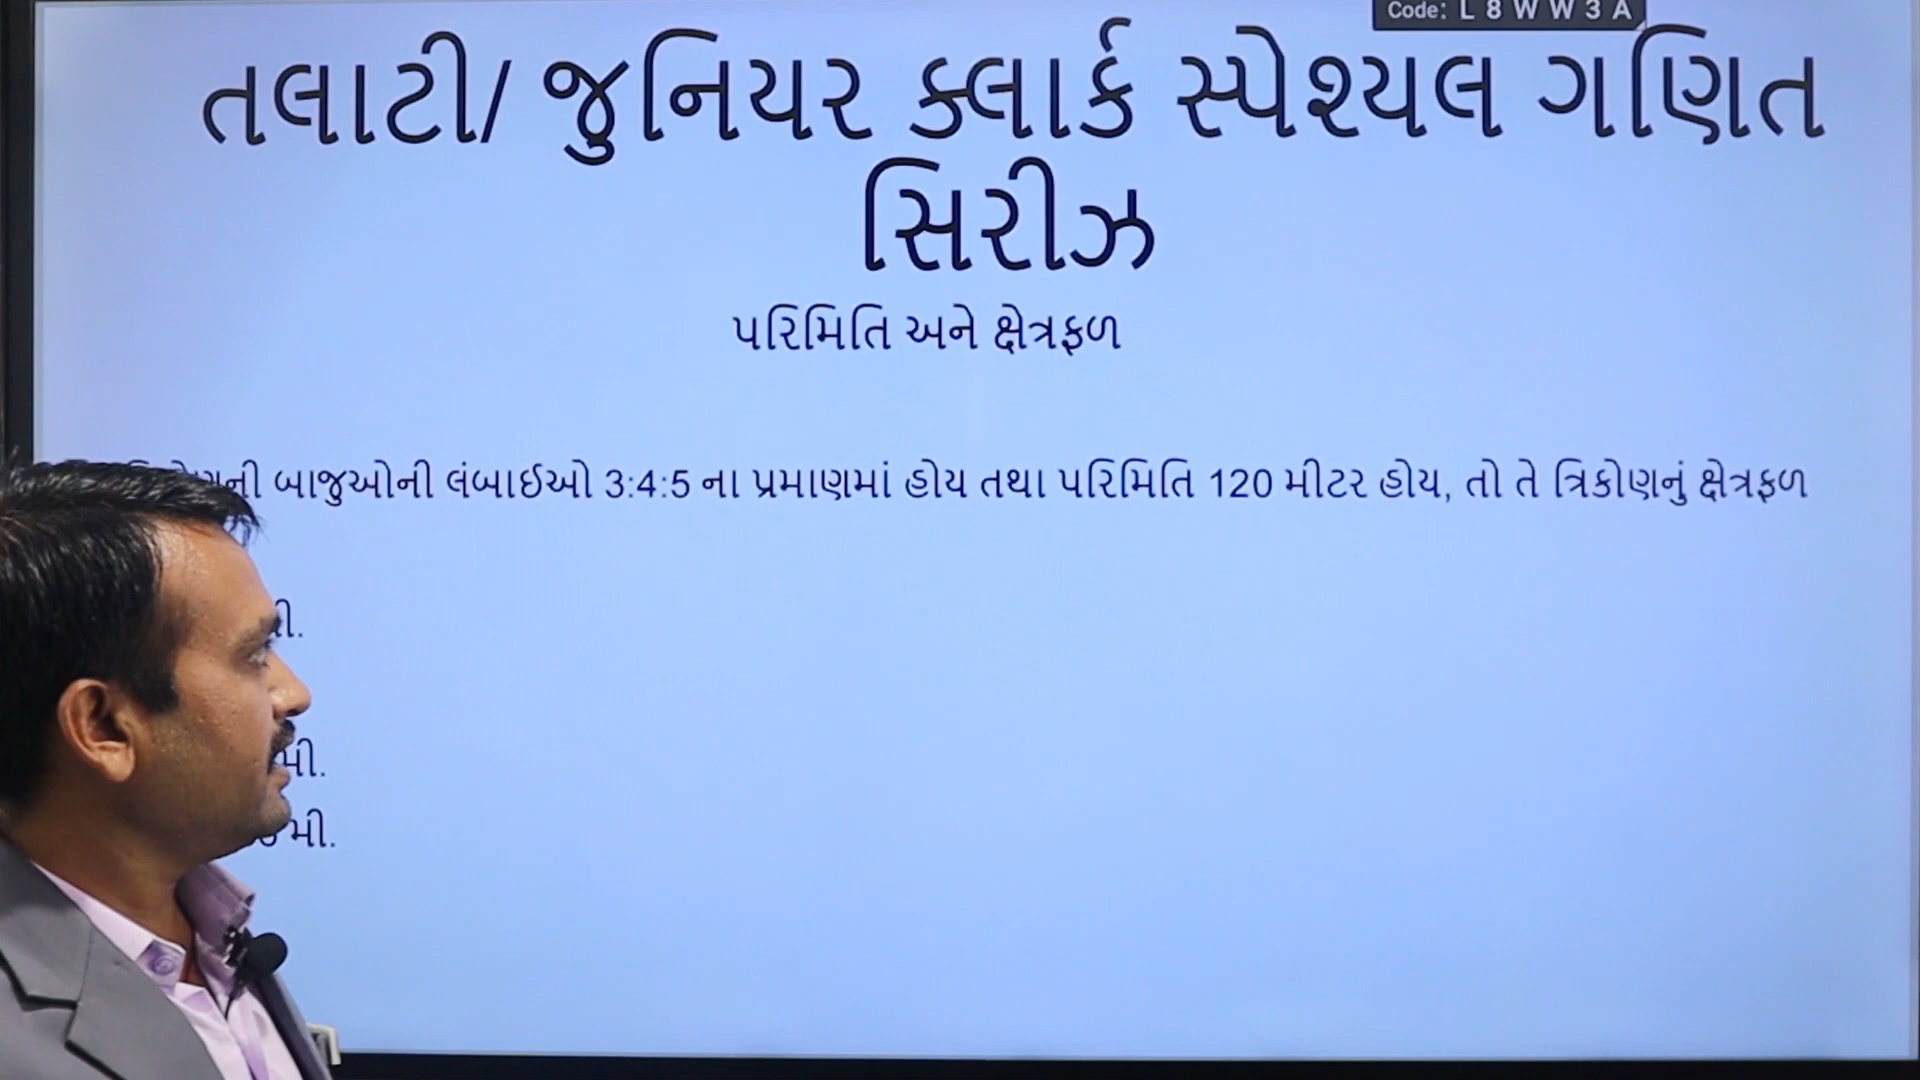 Code: L 8 W W 3 A
તલાટી/ જુનિયર ક્લાર્ક સ્પેશ્યલ ગણિત
સિરીઝ
પરિમિતિ અને ક્ષેત્રફળ
બાજુઓની લંબાઈઓ 3:4:5 ના પ્રમાણમાં હોય તથા પરિમિતિ 120 મીટર હોય, તો તે ત્રિકોણનું ક્ષેત્રફળ
મી.
મી.